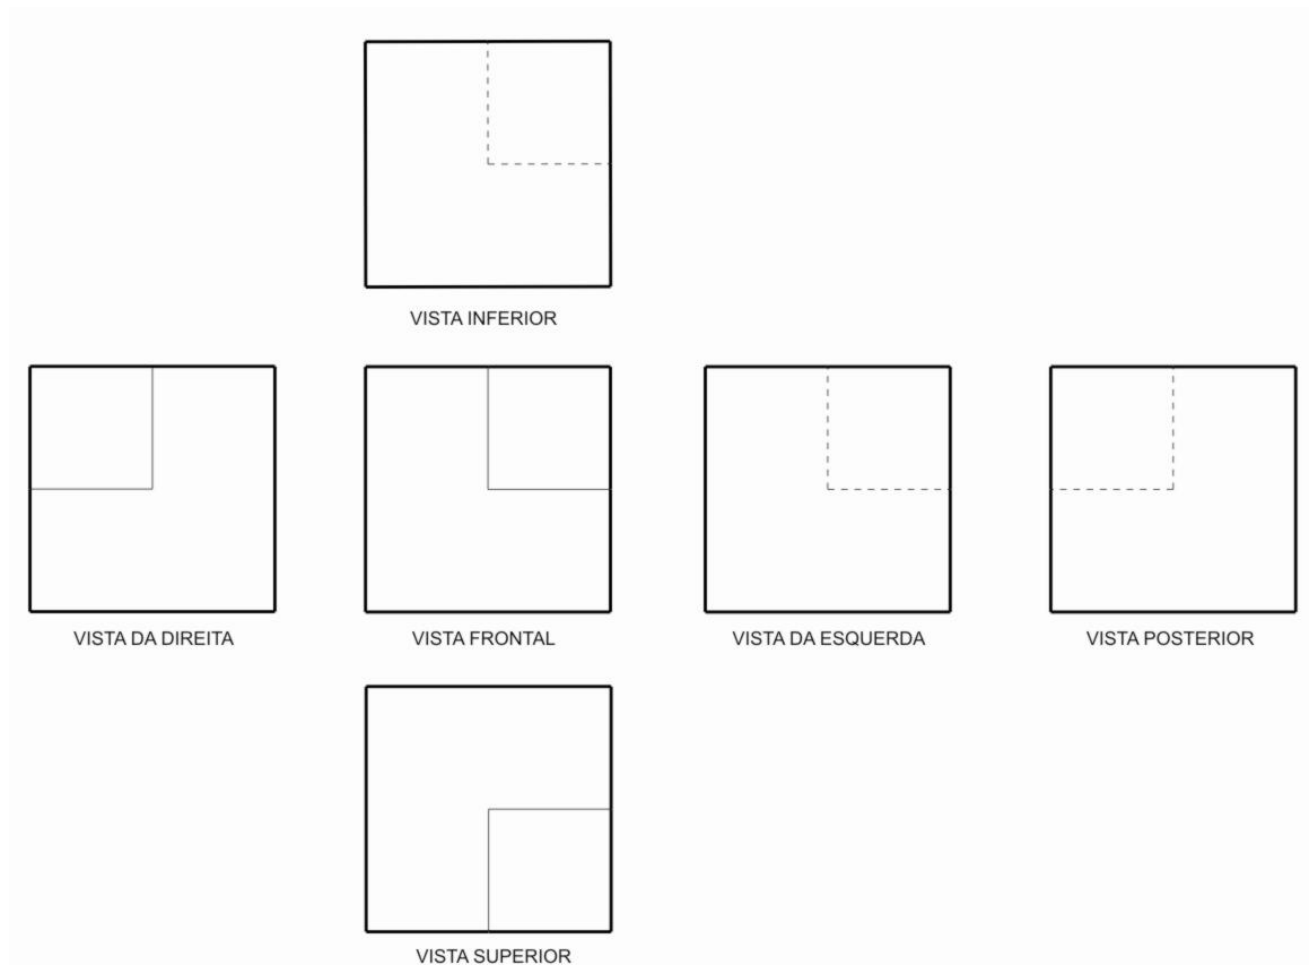 VISTA INFERIOR
VISTA DA DIREITA
VISTA FRONTAL
VISTA DA ESQUERDA
VISTA POSTERIOR
VISTA SUPERIOR